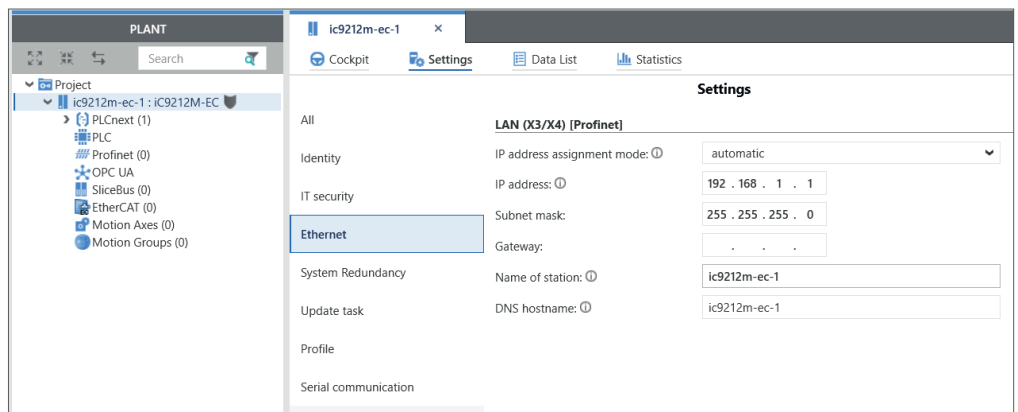 PLANT
ic9212m-ec-1 ×
Search
Cockpit Settings Data List Statistics
Project
ic9212m-ec-1 : iC9212M-EC
PLCnext (1)
PLC
Profinet (0)
OPC UA
SliceBus (0)
EtherCAT (0)
Motion Axes (0)
Motion Groups (0)
All
Identity
IT security
Ethernet
System Redundancy
Update task
Profile
Serial communication
Settings
LAN (X3/X4) [Profinet]
IP address assignment mode: automatic
IP address: 192 . 168 . 1 . 1
Subnet mask: 255 . 255 . 255 . 0
Gateway: . . .
Name of station: ic9212m-ec-1
DNS hostname: ic9212m-ec-1